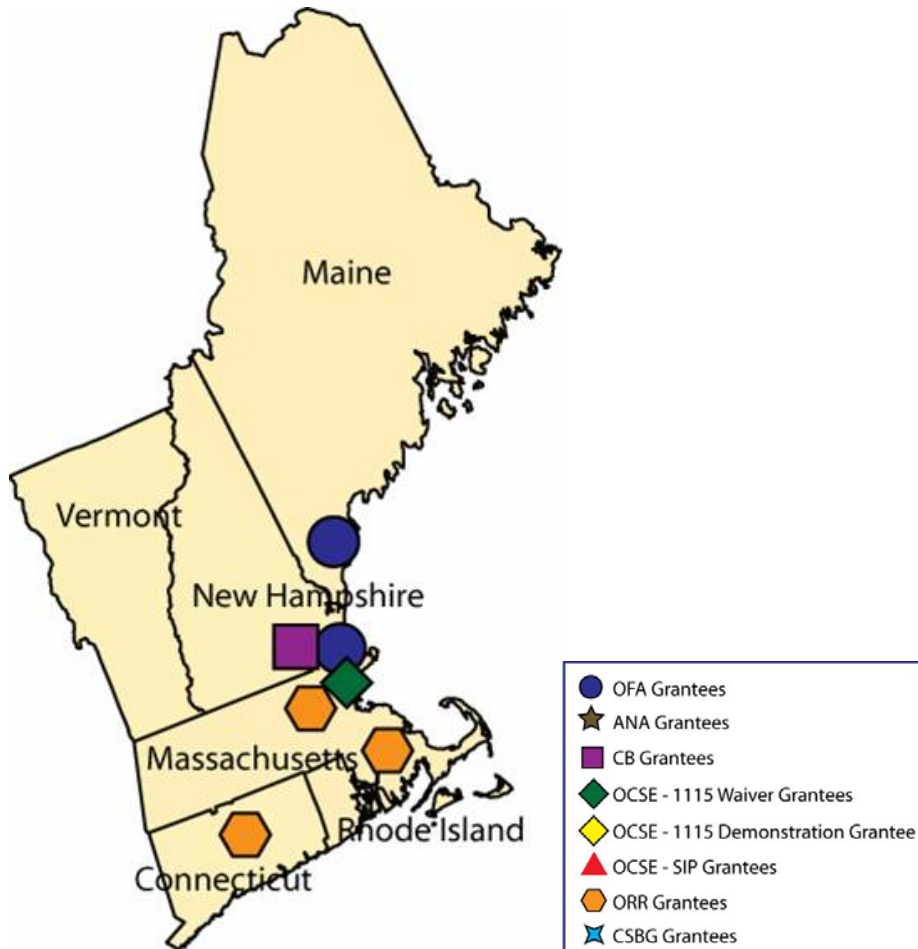 Maine
Vermont
New Hampshire
Massachusetts
Rhode Island
Connecticut
OFA Grantees
ANA Grantees
CB Grantees
OCSE - 1115 Waiver Grantees
OCSE - 1115 Demonstration Grantee
OCSE - SIP Grantees
ORR Grantees
CSBG Grantees